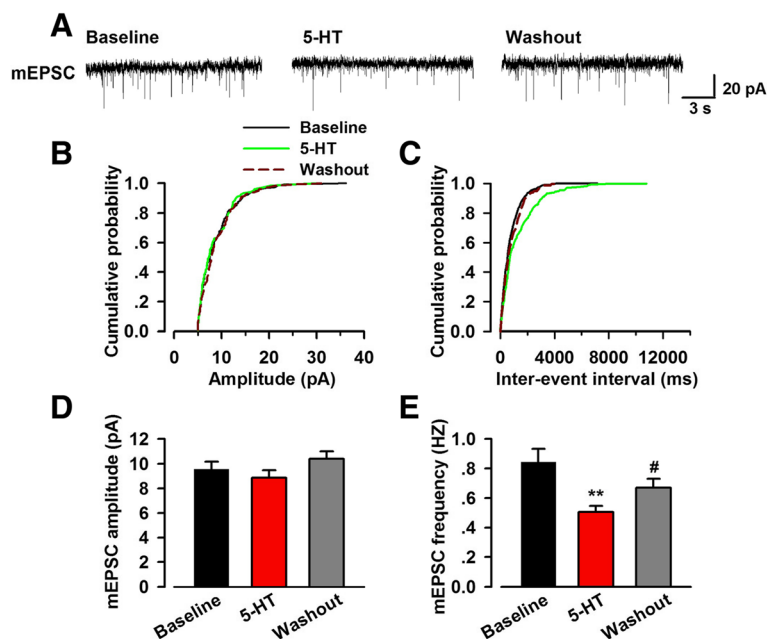 A
Baseline
5-HT
Washout
mEPSC
20 pA
3 s
Baseline
5-HT
Washout
B
Cumulative probability
1.0
.8
.6
.4
.2
0.0
0
10
20
30
40
Amplitude (pA)
C
Cumulative probability
1.0
.8
.6
.4
.2
0.0
0
4000
8000
12000
Inter-event interval (ms)
D
mEPSC amplitude (pA)
12
10
8
6
4
2
0
Baseline
5-HT
Washout
E
mEPSC frequency (HZ)
1.0
.8
.6
.4
.2
0.0
**
#
Baseline
5-HT
Washout